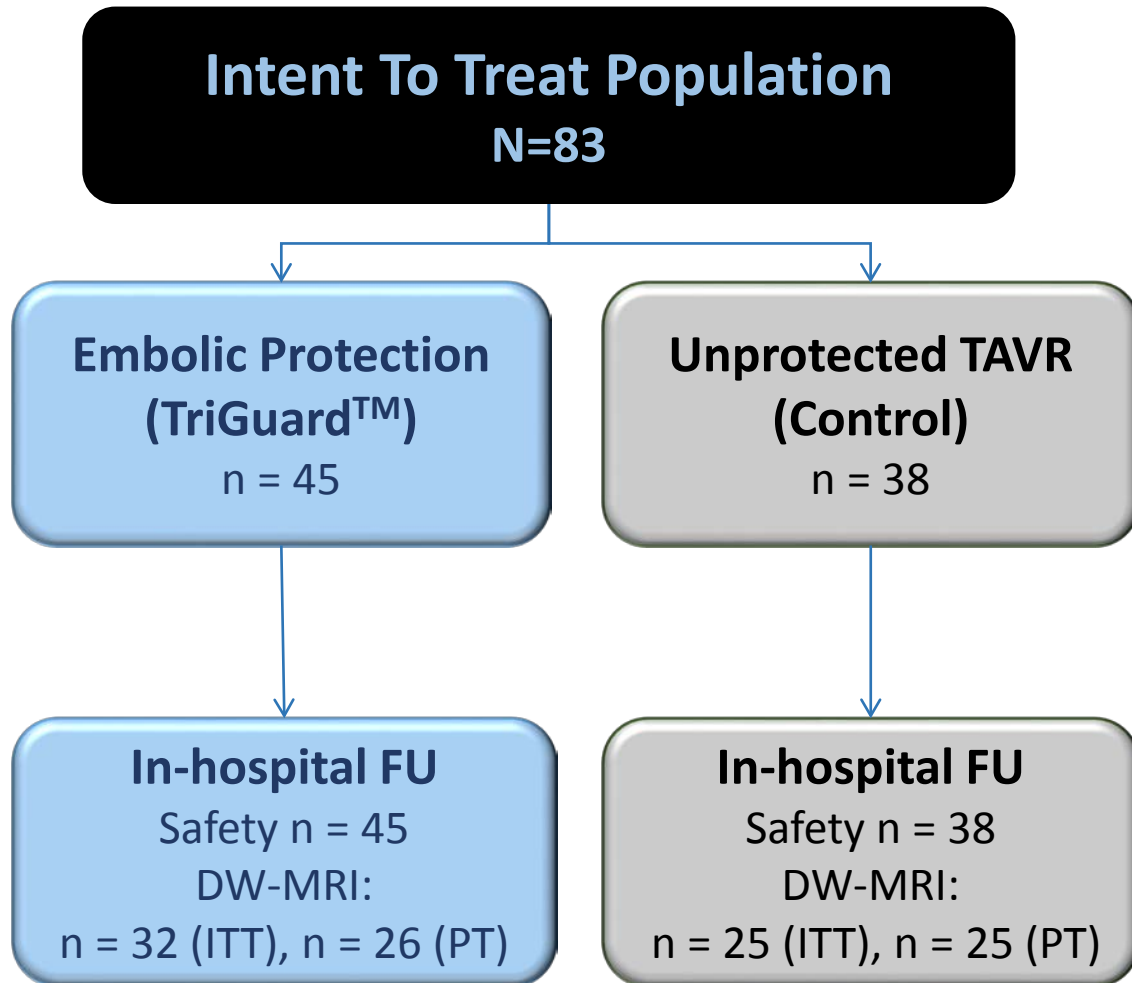 Intent To Treat Population
N=83
Embolic Protection
(TriGuard™)
n = 45
Unprotected TAVR
(Control)
n = 38
In-hospital FU
Safety n = 45
DW-MRI:
n = 32 (ITT), n = 26 (PT)
In-hospital FU
Safety n = 38
DW-MRI:
n = 25 (ITT), n = 25 (PT)